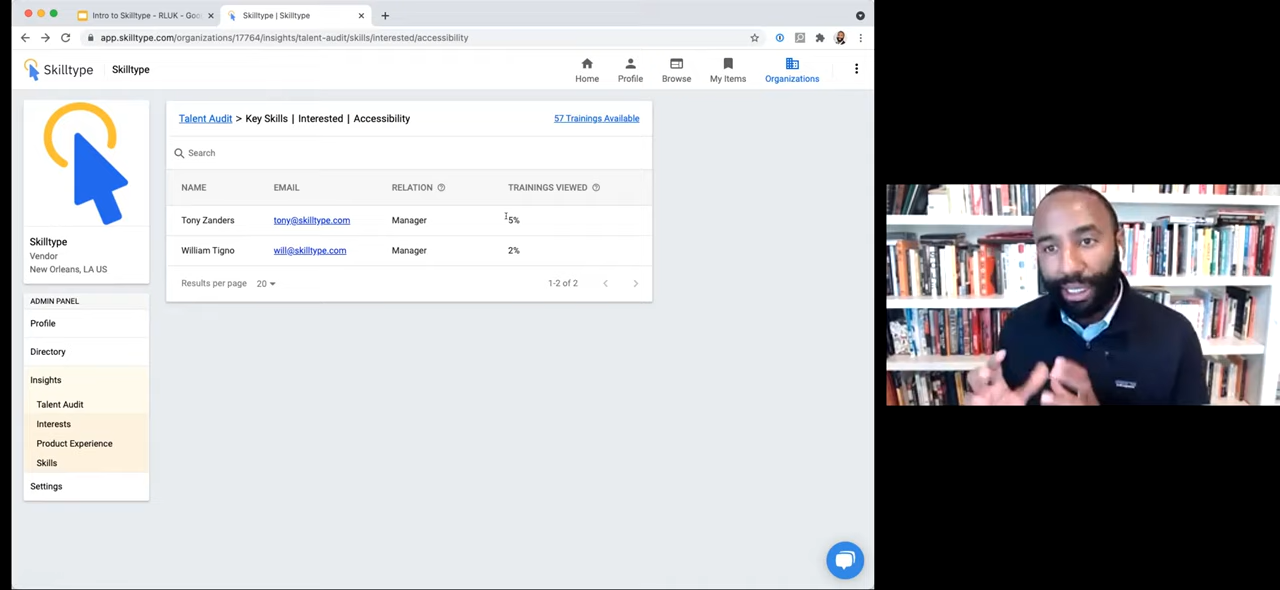 Intro to Skilltype - RLUK - Goo
Skilltype | Skilltype
app.skilltype.com/organizations/17764/insights/talent-audit/skills/interested/accessibility
Skilltype
Skilltype
Home
Profile
Browse
My Items
Organizations
Talent Audit > Key Skills | Interested | Accessibility
57 Trainings Available
Search
NAME EMAIL RELATION TRAININGS VIEWED
Tony Zanders tony@skilltype.com Manager 5%
William Tigno will@skilltype.com Manager 2%
Results per page 20 1-2 of 2
Skilltype
Vendor
New Orleans, LA US
ADMIN PANEL
Profile
Directory
Insights
Talent Audit
Interests
Product Experience
Skills
Settings